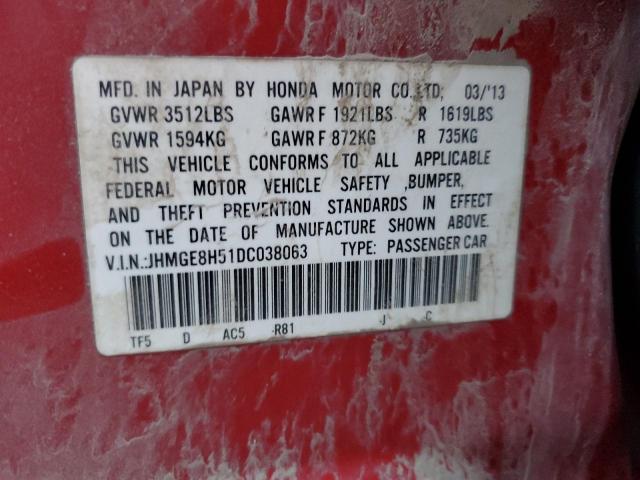 MFD. IN JAPAN BY HONDA MOTOR CO.,LTD; 03/'13
GVWR 3512LBS GAWR F 1921LBS R 1619LBS
GVWR 1594KG GAWR F 872KG R 735KG
THIS VEHICLE CONFORMS TO ALL APPLICABLE
FEDERAL MOTOR VEHICLE SAFETY ,BUMPER,
AND THEFT PREVENTION STANDARDS IN EFFECT
ON THE DATE OF MANUFACTURE SHOWN ABOVE.
V.I.N.:JHMGE8H51DC038063 TYPE: PASSENGER CAR
TF5 D AC5 -R81 -J -C